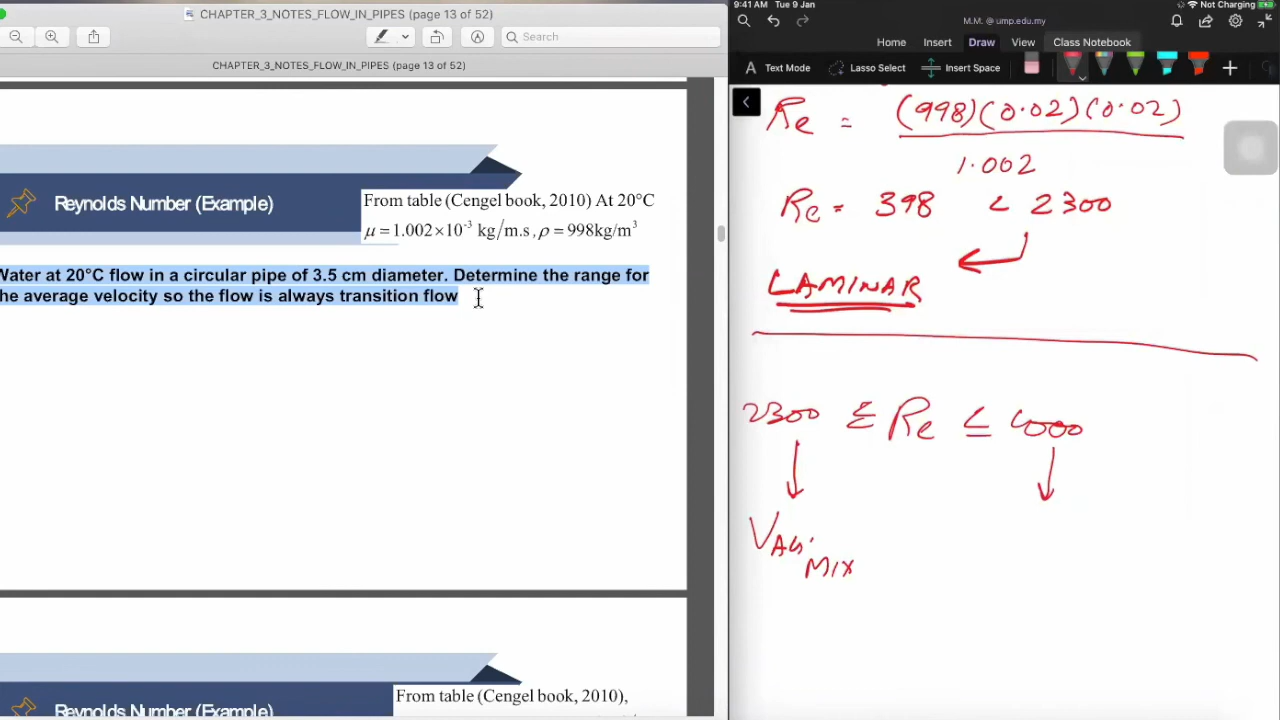 CHAPTER_3_NOTES_FLOW_IN_PIPES (page 13 of 52)
Search
CHAPTER_3_NOTES_FLOW_IN_PIPES (page 13 of 52)
Reynolds Number (Example)
From table (Cengel book, 2010) At 20°C
μ = 1.002×10⁻³ kg/m.s , ρ = 998kg/m³
Water at 20°C flow in a circular pipe of 3.5 cm diameter. Determine the range for
he average velocity so the flow is always transition flow
Reynolds Number (Example)
From table (Cengel book, 2010),
9:41 AM Tue 9 Jan
Not Charging
M.M. @ ump.edu.my
Home Insert Draw View Class Notebook
Text Mode Lasso Select Insert Space
Re = (998)(0.02)(0.02)
1.002
Re = 398 < 2300
LAMINAR
2300 ≤ Re ≤ 4000
VAG. MIX